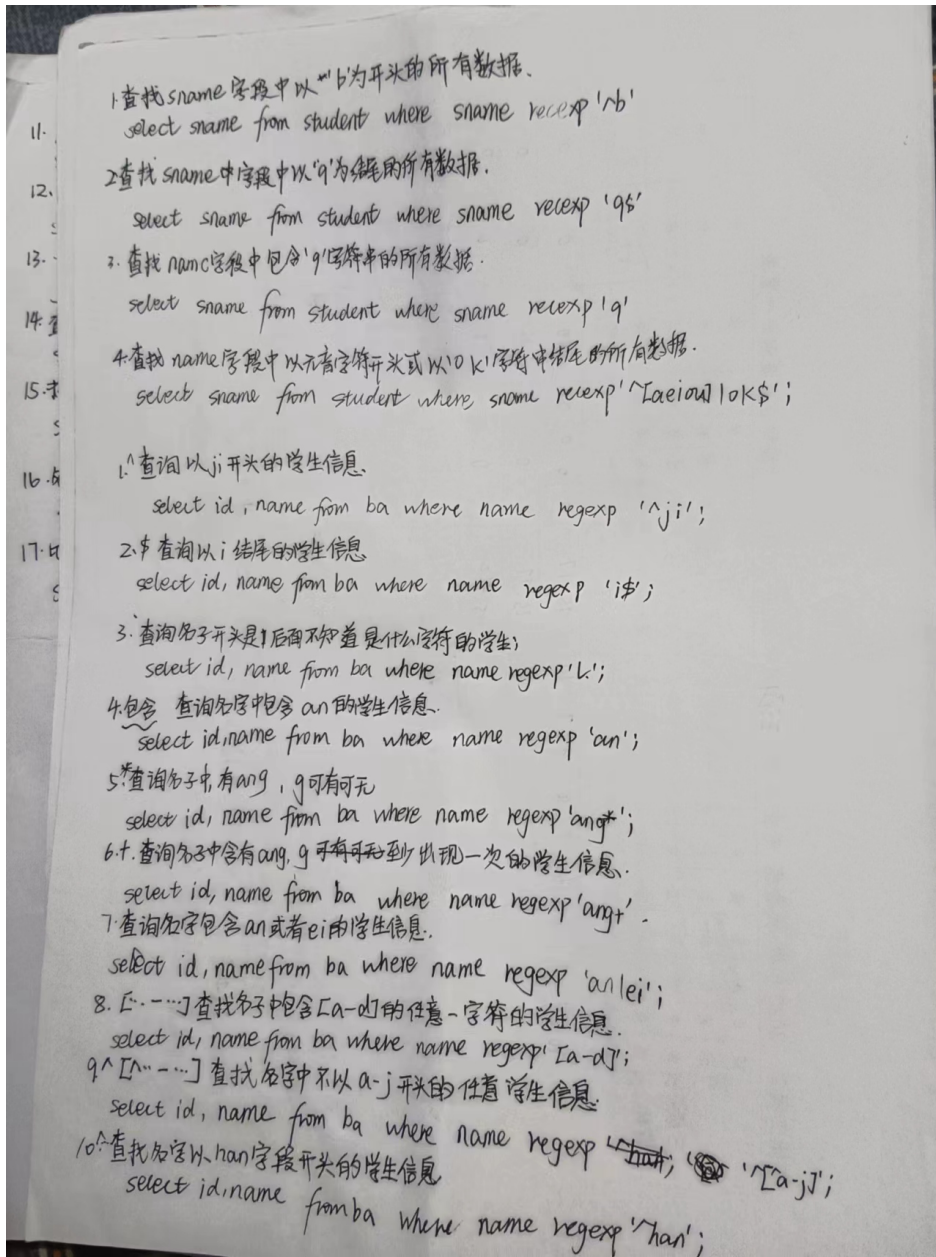 11.
12.
13.
14.
15.
16.
17.
1.查找sname字段中以"b'为开头的所有数据.
select sname from student where sname recexp '^b'
2查找sname中字段中以'g'为结尾的所有数据.
select sname from student where sname recexp 'g$'
3.查找name字段中包含'g'字符串的所有数据.
select sname from student where sname recexp 'g'
4.查找name字段中以元音字符开头或以'ok'字符串结尾的所有数据.
select sname from student where sname recexp '^[aeiou]|ok$';
1.^查询以ji开头的学生信息.
select id, name from ba where name regexp '^ji';
2.$查询以i结尾的学生信息
select id, name from ba where name regexp 'i$';
3.·查询名子开头是l后面不知道是什么字符的学生;
select id, name from ba where name regexp 'l.';
4.包含 查询名字中包含an的学生信息.
select id,name from ba where name regexp 'an';
5.*查询名子中,有ang,g可有可无
select id, name from ba where name regexp 'ang*';
6.+.查询名子中含有ang,g可有可无至少出现一次的学生信息.
select id, name from ba where name regexp 'ang+'.
7.查询名字包含an或者ei的学生信息.
select id, name from ba where name regexp 'an|ei';
8.[…-…]查找名子中包含[a-d]的任意一字符的学生信息.
select id, name from ba where name regexp '[a-d]';
9^[^…-…]查找名字中不以a-j开头的任意学生信息.
select id, name from ba where name regexp '^[^a-j]';
10^查找名字以han字段开头的学生信息
select id,name from ba where name regexp '^han';